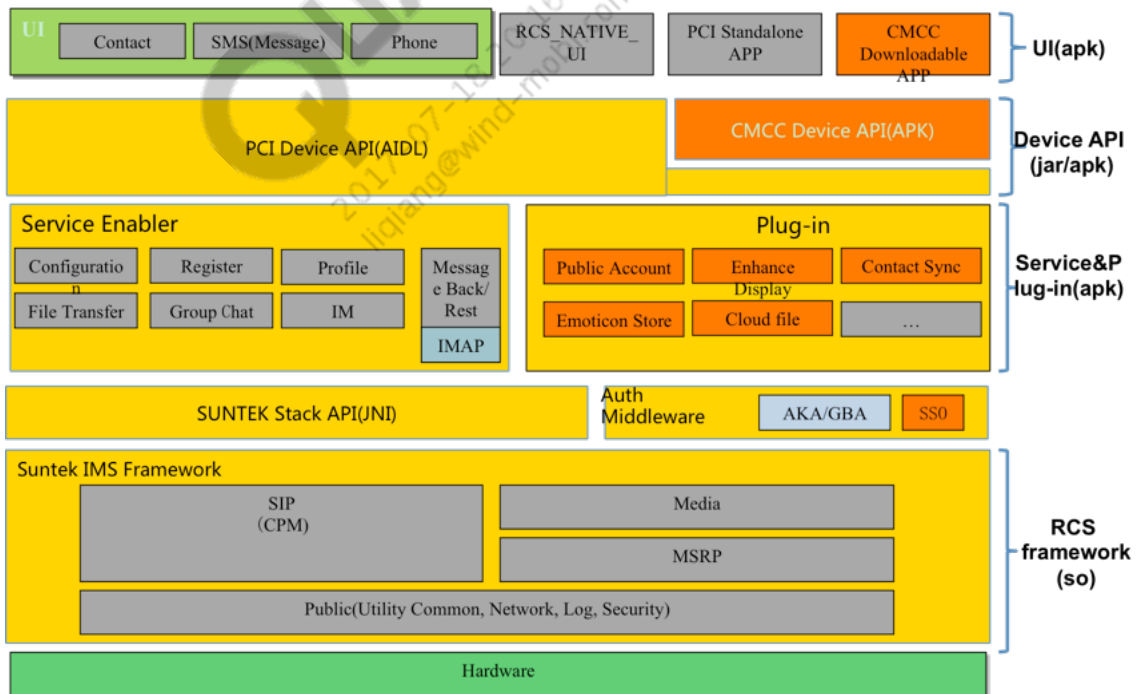 UI
Contact
SMS(Message)
Phone
RCS_NATIVE_
UI
PCI Standalone
APP
CMCC
Downloadable
APP
UI(apk)
PCI Device API(AIDL)
CMCC Device API(APK)
Device API
(jar/apk)
Service Enabler
Configuratio
n
Register
Profile
File Transfer
Group Chat
IM
Messag
e Back/
Rest
IMAP
Plug-in
Public Account
Enhance
Display
Contact Sync
Emoticon Store
Cloud file
...
Service&P
lug-in(apk)
SUNTEK Stack API(JNI)
Auth
Middleware
AKA/GBA
SS0
Suntek IMS Framework
SIP
(CPM)
Media
MSRP
Public(Utility Common, Network, Log, Security)
RCS
framework
(so)
Hardware